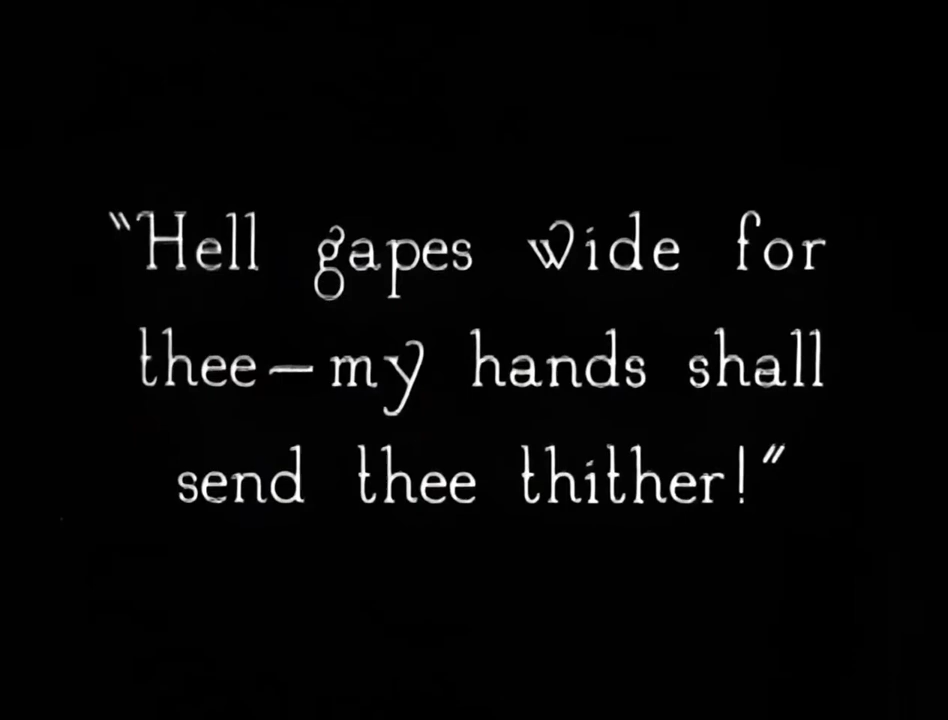 “Hell gapes wide for
thee—my hands shall
send thee thither!”